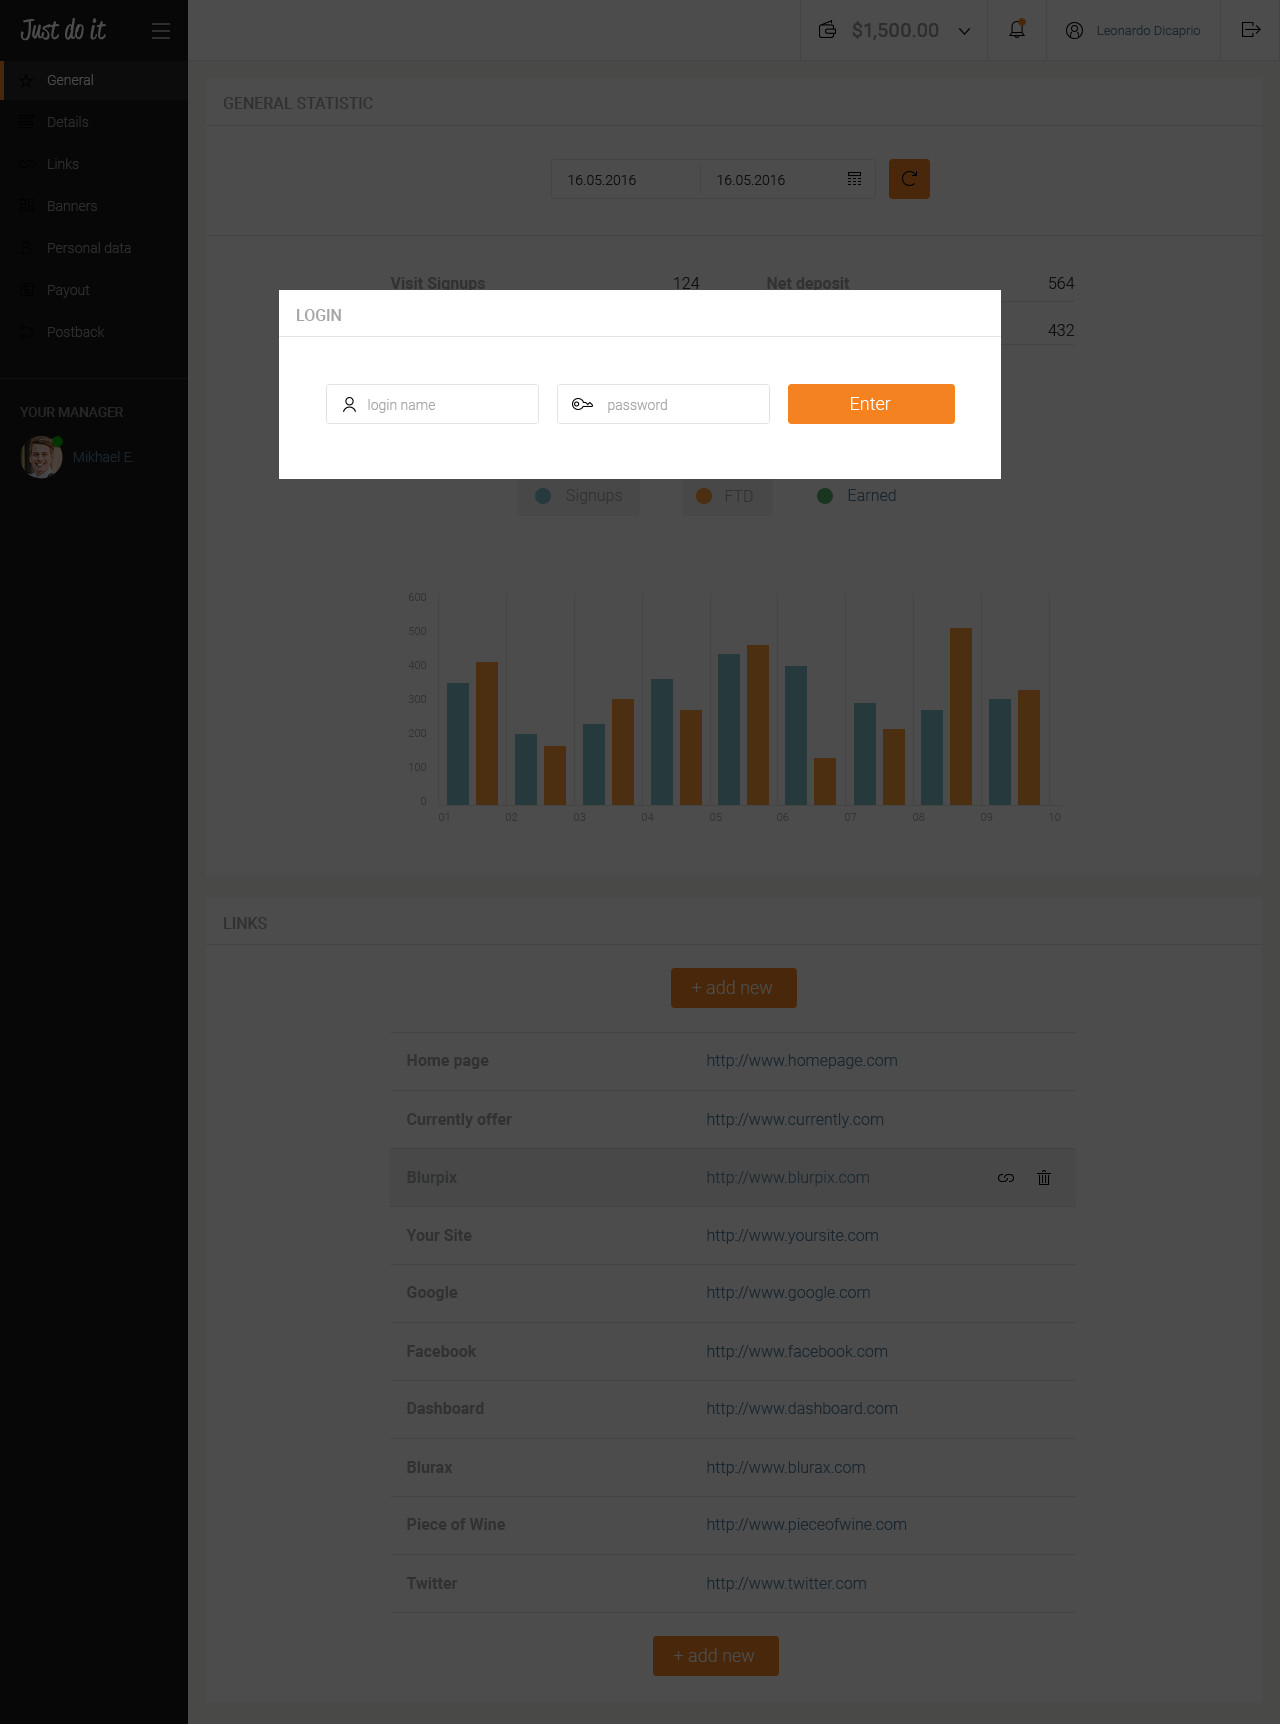 Just do it
$1,500.00
Leonardo Dicaprio
General
Details
Links
Banners
Personal data
Payout
Postback
YOUR MANAGER
Mikhael E.
GENERAL STATISTIC
16.05.2016
16.05.2016
Visit Signups
124
Net deposit
564
432
LOGIN
login name
password
Enter
Signups
FTD
Earned
600
500
400
300
200
100
0
01
02
03
04
05
06
07
08
09
10
LINKS
+ add new
Home page
http://www.homepage.com
Currently offer
http://www.currently.com
Blurpix
http://www.blurpix.com
Your Site
http://www.yoursite.com
Google
http://www.google.com
Facebook
http://www.facebook.com
Dashboard
http://www.dashboard.com
Blurax
http://www.blurax.com
Piece of Wine
http://www.pieceofwine.com
Twitter
http://www.twitter.com
+ add new